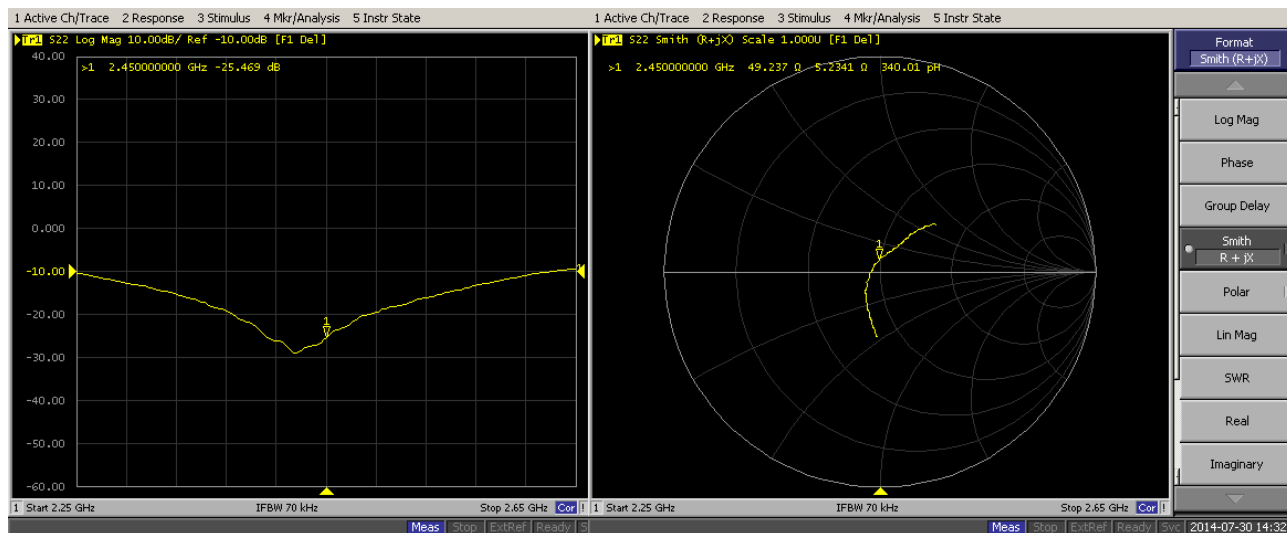 1 Active Ch/Trace 2 Response 3 Stimulus 4 Mkr/Analysis 5 Instr State
Tr1 S22 Log Mag 10.00dB/ Ref -10.00dB [F1 Del]
>1 2.450000000 GHz -25.469 dB
40.00
30.00
20.00
10.00
0.000
-10.00
-20.00
-30.00
-40.00
-50.00
-60.00
1
1
1 Start 2.25 GHz IFBW 70 kHz Stop 2.65 GHz Cor !
Meas Stop ExtRef Ready S
1 Active Ch/Trace 2 Response 3 Stimulus 4 Mkr/Analysis 5 Instr State
Tr1 S22 Smith (R+jX) Scale 1.000U [F1 Del]
>1 2.450000000 GHz 49.237 Ω 5.2341 Ω 340.01 pH
1
1 Start 2.25 GHz IFBW 70 kHz Stop 2.65 GHz Cor !
Meas Stop ExtRef Ready Svc 2014-07-30 14:32
Format
Smith (R+jX)
Log Mag
Phase
Group Delay
Smith
R + jX
Polar
Lin Mag
SWR
Real
Imaginary